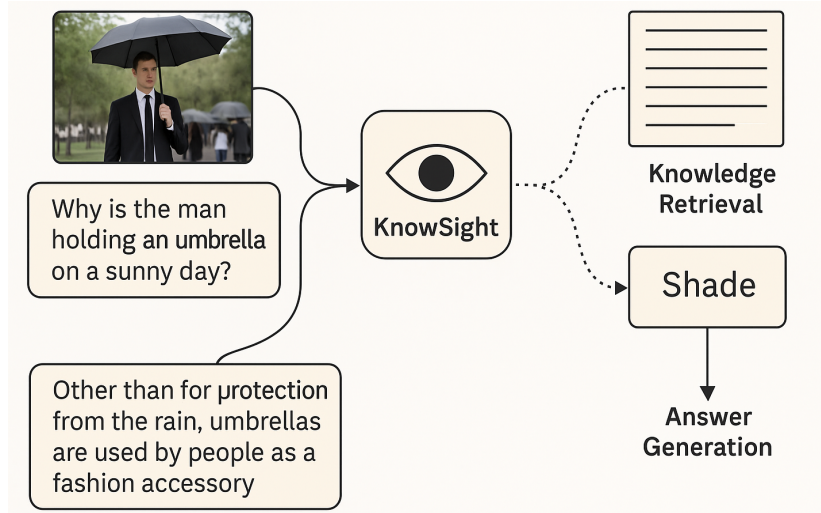 Why is the man
holding an umbrella
on a sunny day?
Other than for protection
from the rain, umbrellas
are used by people as a
fashion accessory
KnowSight
Knowledge
Retrieval
Shade
Answer
Generation